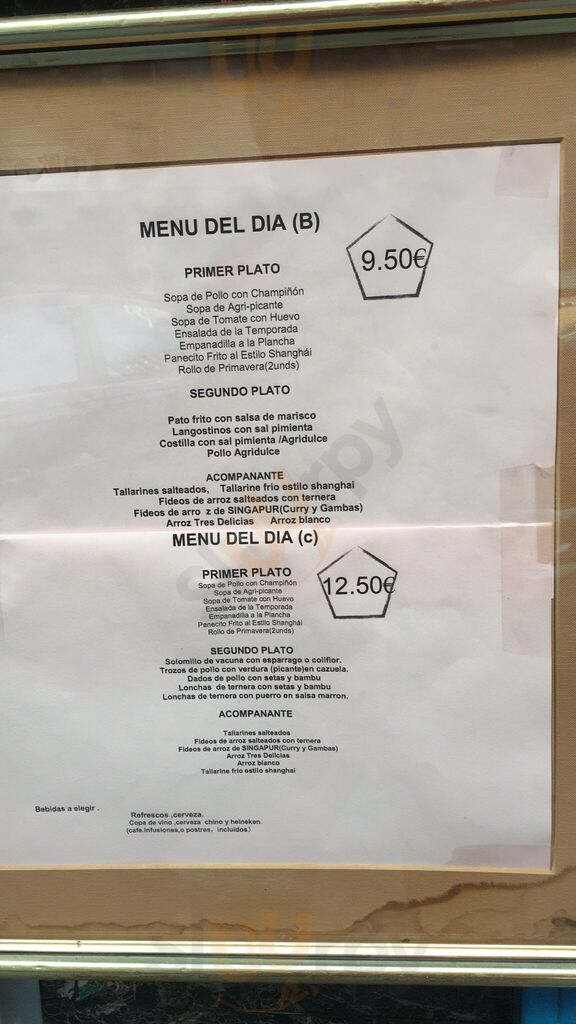 MENU DEL DIA (B)
9.50€
PRIMER PLATO
Sopa de Pollo con Champiñón
Sopa de Agri-picante
Sopa de Tomate con Huevo
Ensalada de la Temporada
Empanadilla a la Plancha
Panecito Frito al Estilo Shanghái
Rollo de Primavera(2unds)
SEGUNDO PLATO
Pato frito con salsa de marisco
Langostinos con sal pimienta
Costilla con sal pimienta /Agridulce
Pollo Agridulce
ACOMPANANTE
Tallarines salteados, Tallarine frio estilo shanghai
Fideos de arroz salteados con ternera
Fideos de arro z de SINGAPUR(Curry y Gambas)
Arroz Tres Delicias Arroz blanco
MENU DEL DIA (c)
12.50€
PRIMER PLATO
Sopa de Pollo con Champiñón
Sopa de Agri-picante
Sopa de Tomate con Huevo
Ensalada de la Temporada
Empanadilla a la Plancha
Panecito Frito al Estilo Shanghái
Rollo de Primavera(2unds)
SEGUNDO PLATO
Solomillo de vacuna con esparrago o coliflor.
Trozos de pollo con verdura (picante)en cazuela.
Dados de pollo con setas y bambu
Lonchas de ternera con setas y bambu
Lonchas de ternera con puerro en salsa marron.
ACOMPANANTE
Tallarines salteados
Fideos de arroz salteados con ternera
Fideos de arroz de SINGAPUR(Curry y Gambas)
Arroz Tres Delicias
Arroz blanco
Tallarine frio estilo shanghai
Bebidas a elegir .
Refrescos ,cerveza.
Copa de vino ,cerveza chino y heineken.
(cafe.infusiones,o postres, incluidos)